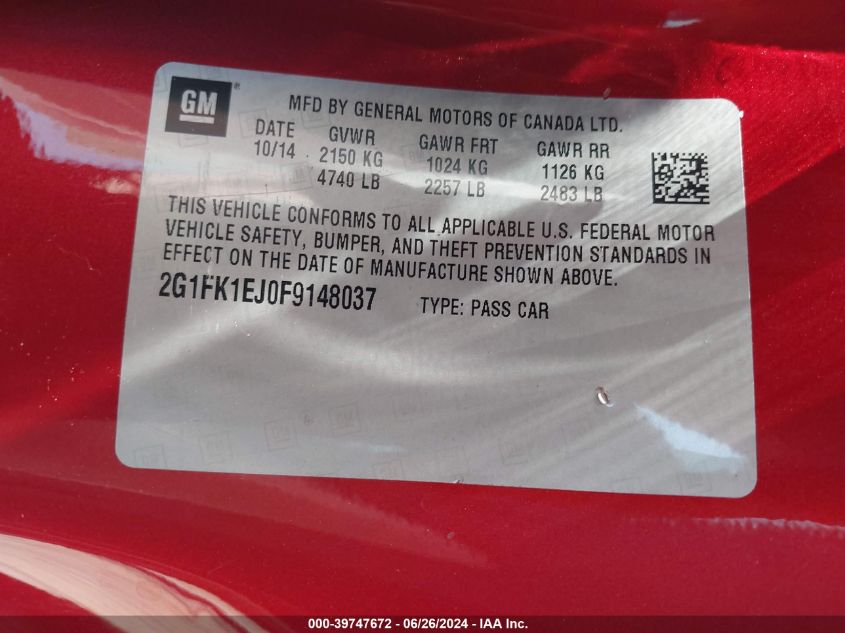 GM
MFD BY GENERAL MOTORS OF CANADA LTD.
DATE GVWR GAWR FRT GAWR RR
10/14 2150 KG 1024 KG 1126 KG
4740 LB 2257 LB 2483 LB
THIS VEHICLE CONFORMS TO ALL APPLICABLE U.S. FEDERAL MOTOR
VEHICLE SAFETY, BUMPER, AND THEFT PREVENTION STANDARDS IN
EFFECT ON THE DATE OF MANUFACTURE SHOWN ABOVE.
2G1FK1EJ0F9148037 TYPE: PASS CAR
000-39747672 / 06/26/2024 - IAA Inc.